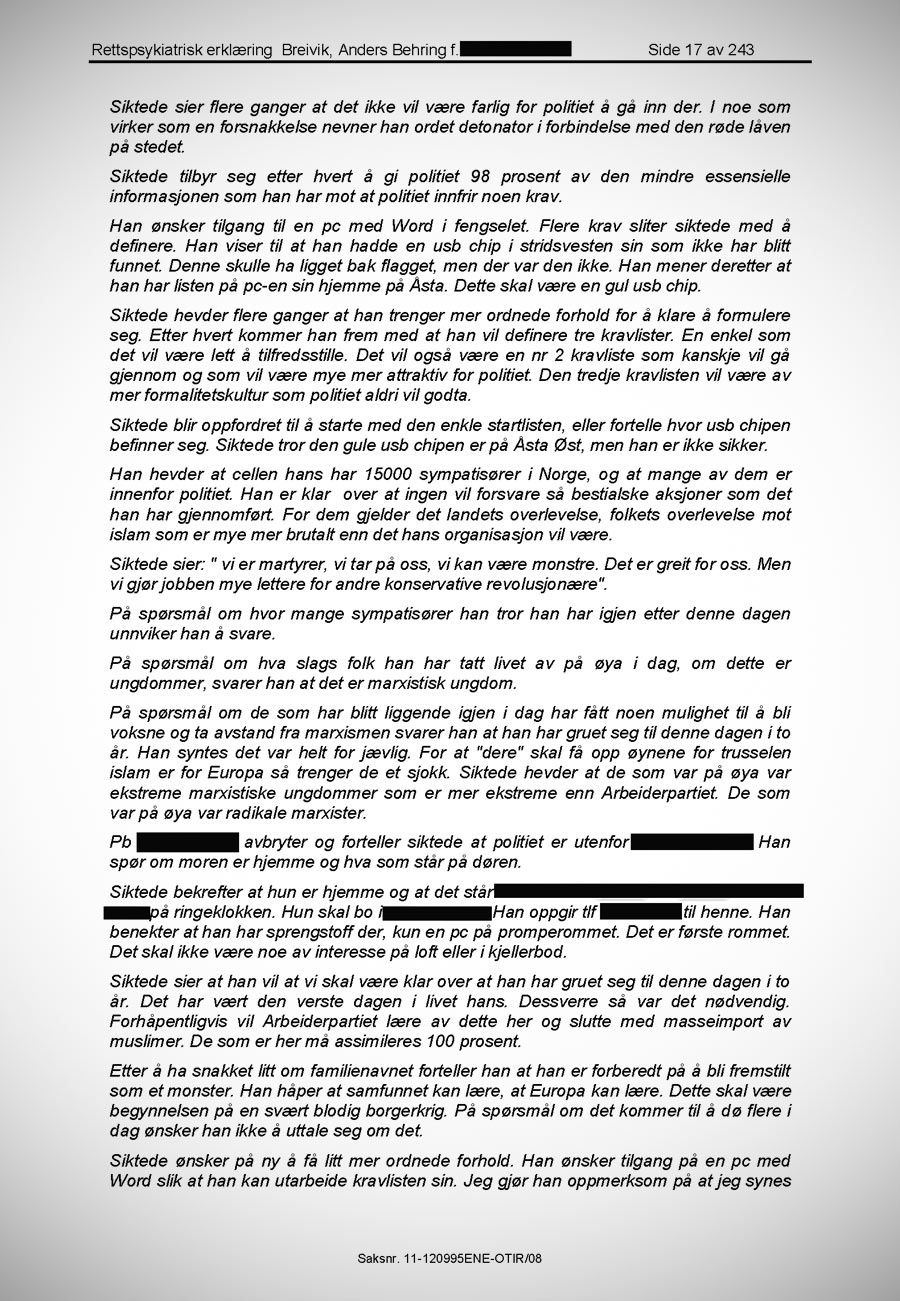 Rettspsykiatrisk erklæring Breivik, Anders Behring f. Side 17 av 243
Siktede sier flere ganger at det ikke vil være farlig for politiet å gå inn der. I noe som
virker som en forsnakkelse nevner han ordet detonator i forbindelse med den røde låven
på stedet.
Siktede tilbyr seg etter hvert å gi politiet 98 prosent av den mindre essensielle
informasjonen som han har mot at politiet innfrir noen krav.
Han ønsker tilgang til en pc med Word i fengselet. Flere krav sliter siktede med å
definere. Han viser til at han hadde en usb chip i stridsvesten sin som ikke har blitt
funnet. Denne skulle ha ligget bak flagget, men der var den ikke. Han mener deretter at
han har listen på pc-en sin hjemme på Åsta. Dette skal være en gul usb chip.
Siktede hevder flere ganger at han trenger mer ordnede forhold for å klare å formulere
seg. Etter hvert kommer han frem med at han vil definere tre kravlister. En enkel som
det vil være lett å tilfredsstille. Det vil også være en nr 2 kravliste som kanskje vil gå
gjennom og som vil være mye mer attraktiv for politiet. Den tredje kravlisten vil være av
mer formalitetskultur som politiet aldri vil godta.
Siktede blir oppfordret til å starte med den enkle startlisten, eller fortelle hvor usb chipen
befinner seg. Siktede tror den gule usb chipen er på Åsta Øst, men han er ikke sikker.
Han hevder at cellen hans har 15000 sympatisører i Norge, og at mange av dem er
innenfor politiet. Han er klar over at ingen vil forsvare så bestialske aksjoner som det
han har gjennomført. For dem gjelder det landets overlevelse, folkets overlevelse mot
islam som er mye mer brutalt enn det hans organisasjon vil være.
Siktede sier: " vi er martyrer, vi tar på oss, vi kan være monstre. Det er greit for oss. Men
vi gjør jobben mye lettere for andre konservative revolusjonære".
På spørsmål om hvor mange sympatisører han tror han har igjen etter denne dagen
unnviker han å svare.
På spørsmål om hva slags folk han har tatt livet av på øya i dag, om dette er
ungdommer, svarer han at det er marxistisk ungdom.
På spørsmål om de som har blitt liggende igjen i dag har fått noen mulighet til å bli
voksne og ta avstand fra marxismen svarer han at han har gruet seg til denne dagen i to
år. Han syntes det var helt for jævlig. For at "dere" skal få opp øynene for trusselen
islam er for Europa så trenger de et sjokk. Siktede hevder at de som var på øya var
ekstreme marxistiske ungdommer som er mer ekstreme enn Arbeiderpartiet. De som
var på øya var radikale marxister.
Pb avbryter og forteller siktede at politiet er utenfor Han
spør om moren er hjemme og hva som står på døren.
Siktede bekrefter at hun er hjemme og at det står
på ringeklokken. Hun skal bo i Han oppgir tlf til henne. Han
benekter at han har sprengstoff der, kun en pc på promperommet. Det er første rommet.
Det skal ikke være noe av interesse på loft eller i kjellerbod.
Siktede sier at han vil at vi skal være klar over at han har gruet seg til denne dagen i to
år. Det har vært den verste dagen i livet hans. Dessverre så var det nødvendig.
Forhåpentligvis vil Arbeiderpartiet lære av dette her og slutte med masseimport av
muslimer. De som er her må assimileres 100 prosent.
Etter å ha snakket litt om familienavnet forteller han at han er forberedt på å bli fremstilt
som et monster. Han håper at samfunnet kan lære, at Europa kan lære. Dette skal være
begynnelsen på en svært blodig borgerkrig. På spørsmål om det kommer til å dø flere i
dag ønsker han ikke å uttale seg om det.
Siktede ønsker på ny å få litt mer ordnede forhold. Han ønsker tilgang på en pc med
Word slik at han kan utarbeide kravlisten sin. Jeg gjør han oppmerksom på at jeg synes
Saksnr. 11-120995ENE-OTIR/08